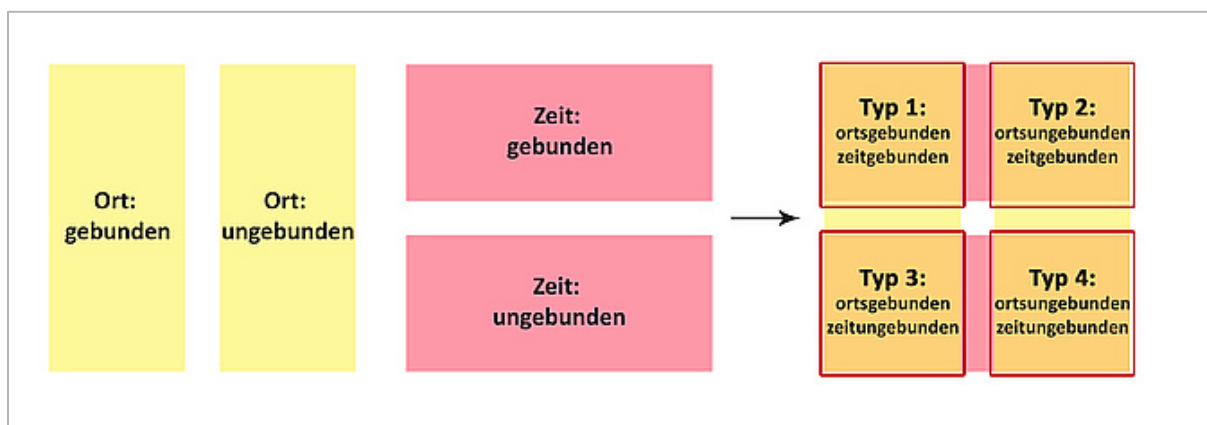 Ort:
gebunden
Ort:
ungebunden
Zeit:
gebunden
Zeit:
ungebunden
Typ 1:
ortsgebunden
zeitgebunden
Typ 2:
ortsungebunden
zeitgebunden
Typ 3:
ortsgebunden
zeitungebunden
Typ 4:
ortsungebunden
zeitungebunden